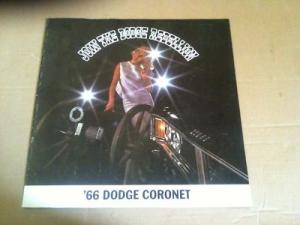 JOIN THE DODGE REBELLION
'66 DODGE CORONET